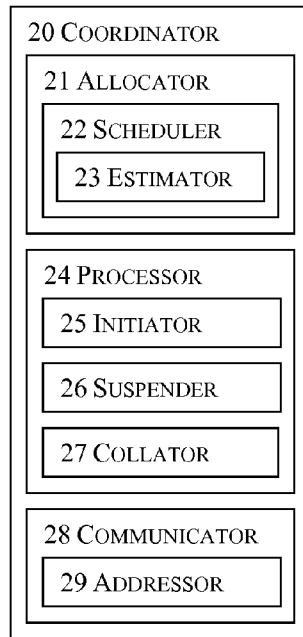 20 COORDINATOR
21 ALLOCATOR
22 SCHEDULER
23 ESTIMATOR
24 PROCESSOR
25 INITIATOR
26 SUSPENDER
27 COLLATOR
28 COMMUNICATOR
29 ADDRESSOR